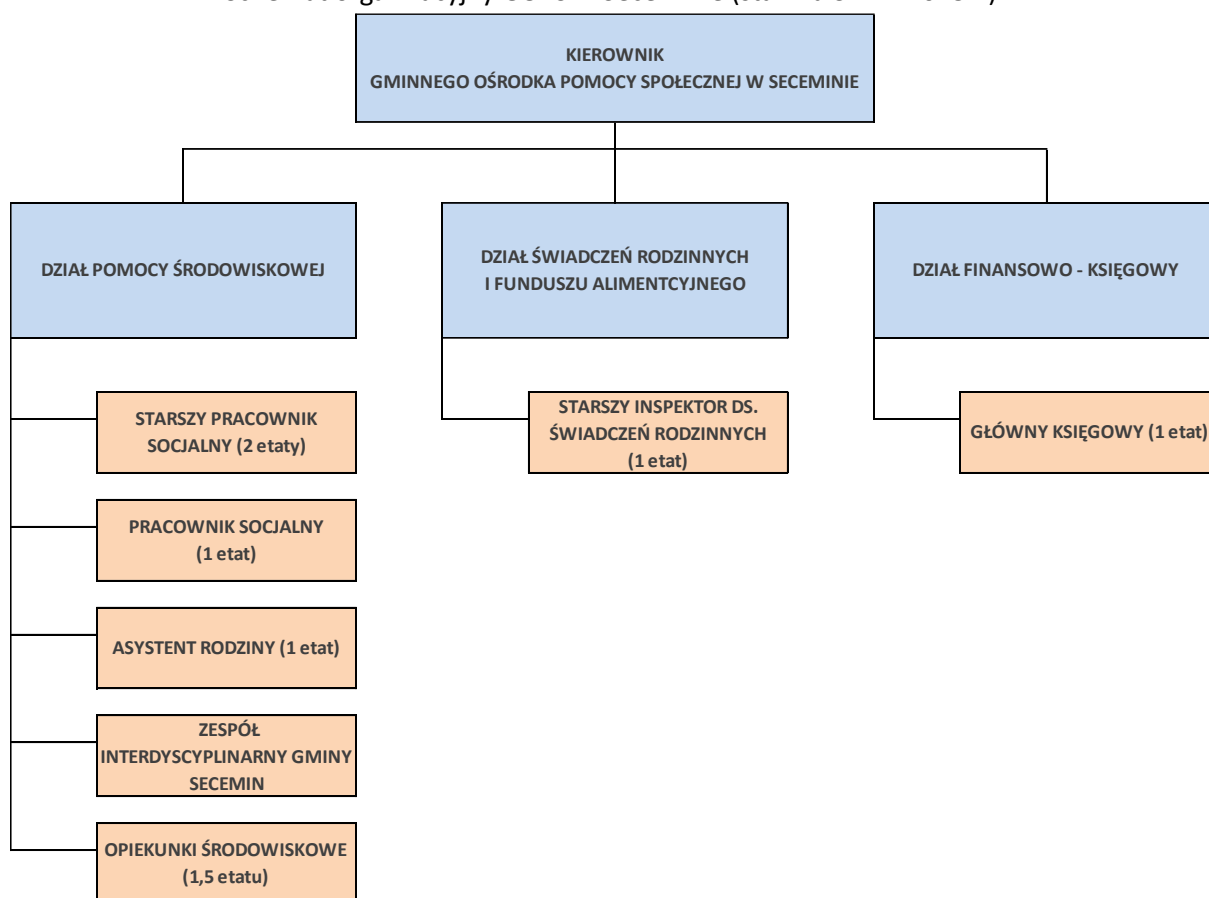 KIEROWNIK
GMINNEGO OŚRODKA POMOCY SPOŁECZNEJ W SECEMINIE
DZIAŁ POMOCY ŚRODOWISKOWEJ
DZIAŁ ŚWIADCZEŃ RODZINNYCH
I FUNDUSZU ALIMENTCYJNEGO
DZIAŁ FINANSOWO - KSIĘGOWY
STARSZY PRACOWNIK
SOCJALNY (2 etaty)
STARSZY INSPEKTOR DS.
ŚWIADCZEŃ RODZINNYCH
(1 etat)
GŁÓWNY KSIĘGOWY (1 etat)
PRACOWNIK SOCJALNY
(1 etat)
ASYSTENT RODZINY (1 etat)
ZESPÓŁ
INTERDYSCYPLINARNY GMINY
SECEMIN
OPIEKUNKI ŚRODOWISKOWE
(1,5 etatu)